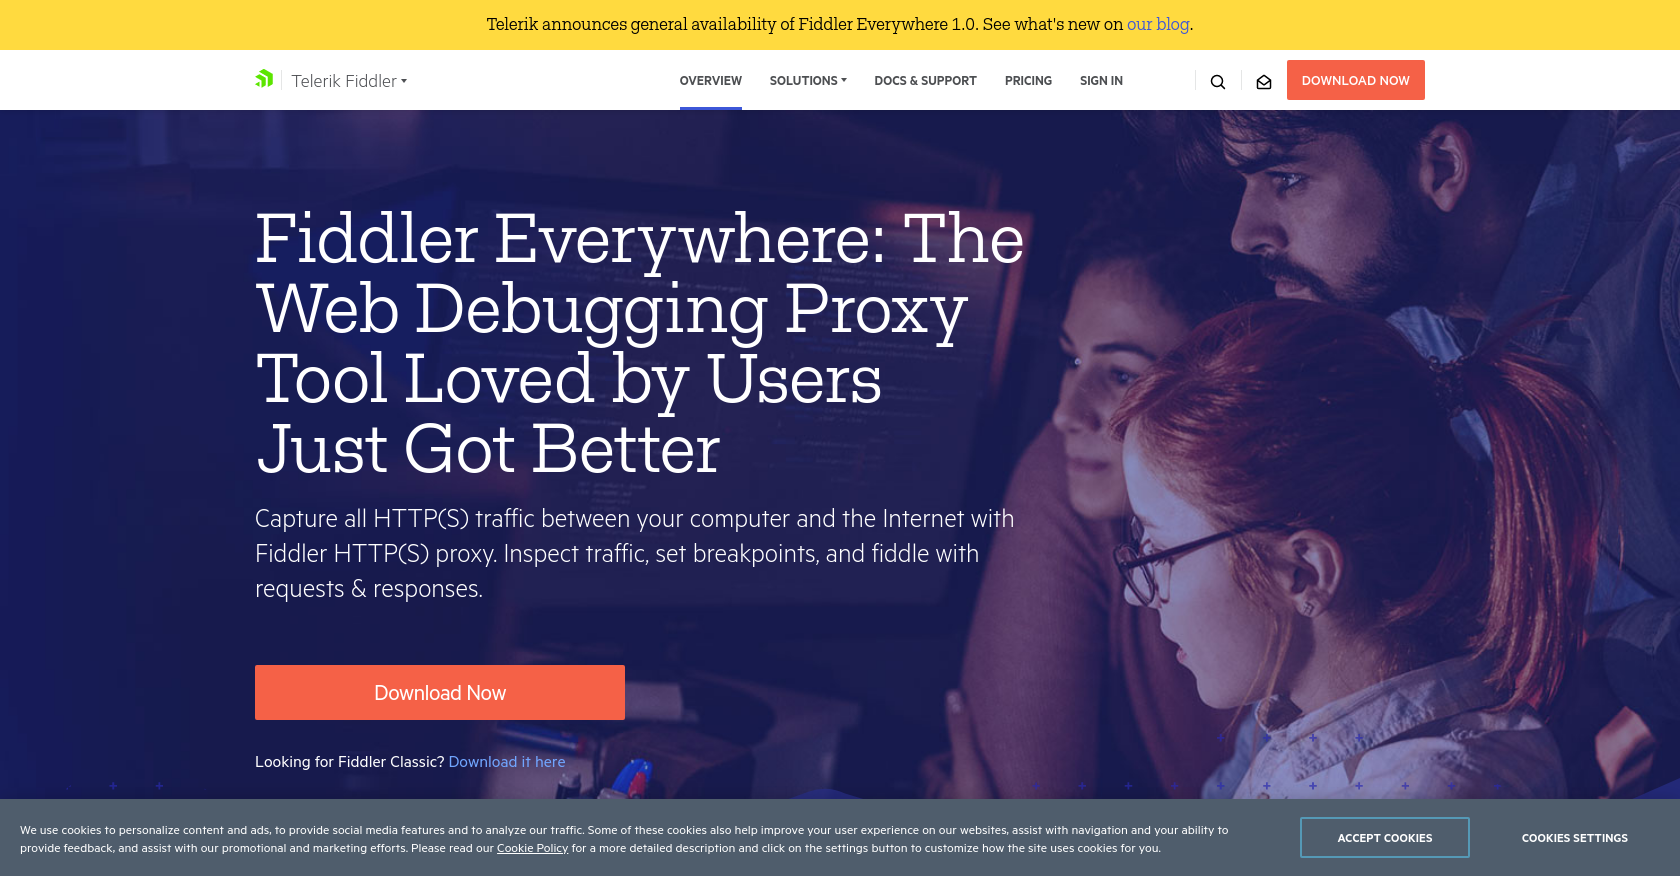 Telerik announces general availability of Fiddler Everywhere 1.0. See what's new on our blog.
Telerik Fiddler
OVERVIEW
SOLUTIONS
DOCS & SUPPORT
PRICING
SIGN IN
DOWNLOAD NOW
Fiddler Everywhere: The
Web Debugging Proxy
Tool Loved by Users
Just Got Better
Capture all HTTP(S) traffic between your computer and the Internet with
Fiddler HTTP(S) proxy. Inspect traffic, set breakpoints, and fiddle with
requests & responses.
Download Now
Looking for Fiddler Classic? Download it here
We use cookies to personalize content and ads, to provide social media features and to analyze our traffic. Some of these cookies also help improve your user experience on our websites, assist with navigation and your ability to
provide feedback, and assist with our promotional and marketing efforts. Please read our Cookie Policy for a more detailed description and click on the settings button to customize how the site uses cookies for you.
ACCEPT COOKIES
COOKIES SETTINGS